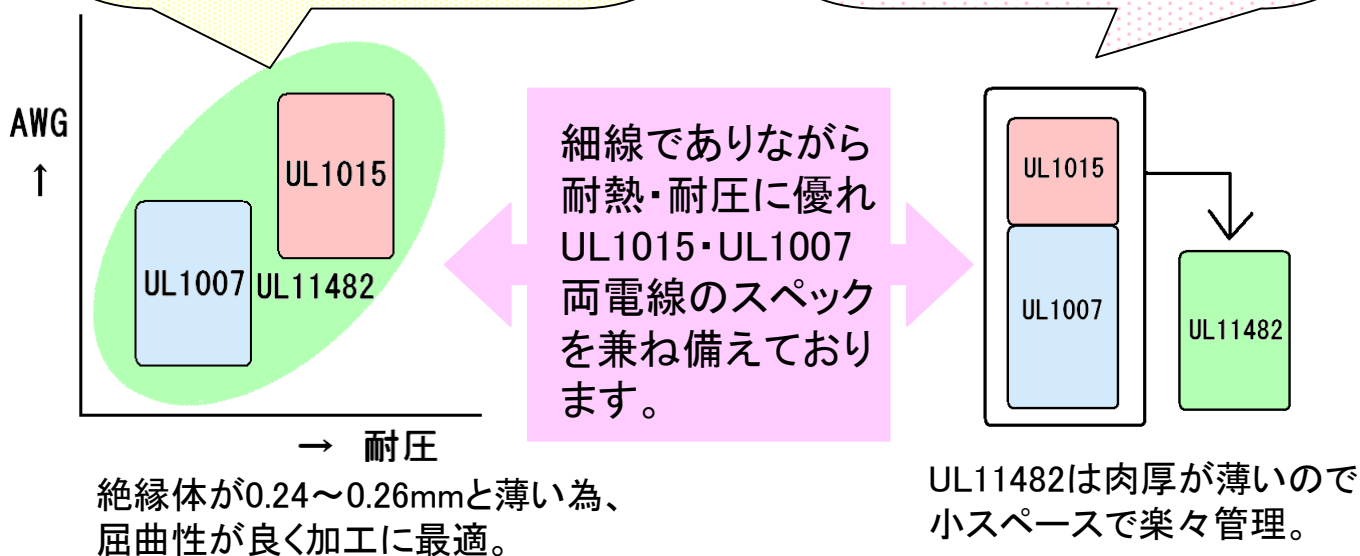 AWG
↑
UL1015
UL1007
UL11482
→ 耐圧
絶縁体が0.24～0.26mmと薄い為、
屈曲性が良く加工に最適。
細線でありながら
耐熱・耐圧に優れ
UL1015・UL1007
両電線のスペック
を兼ね備えており
ます。
UL1015
UL1007
UL11482
UL11482は肉厚が薄いので
小スペースで楽々管理。